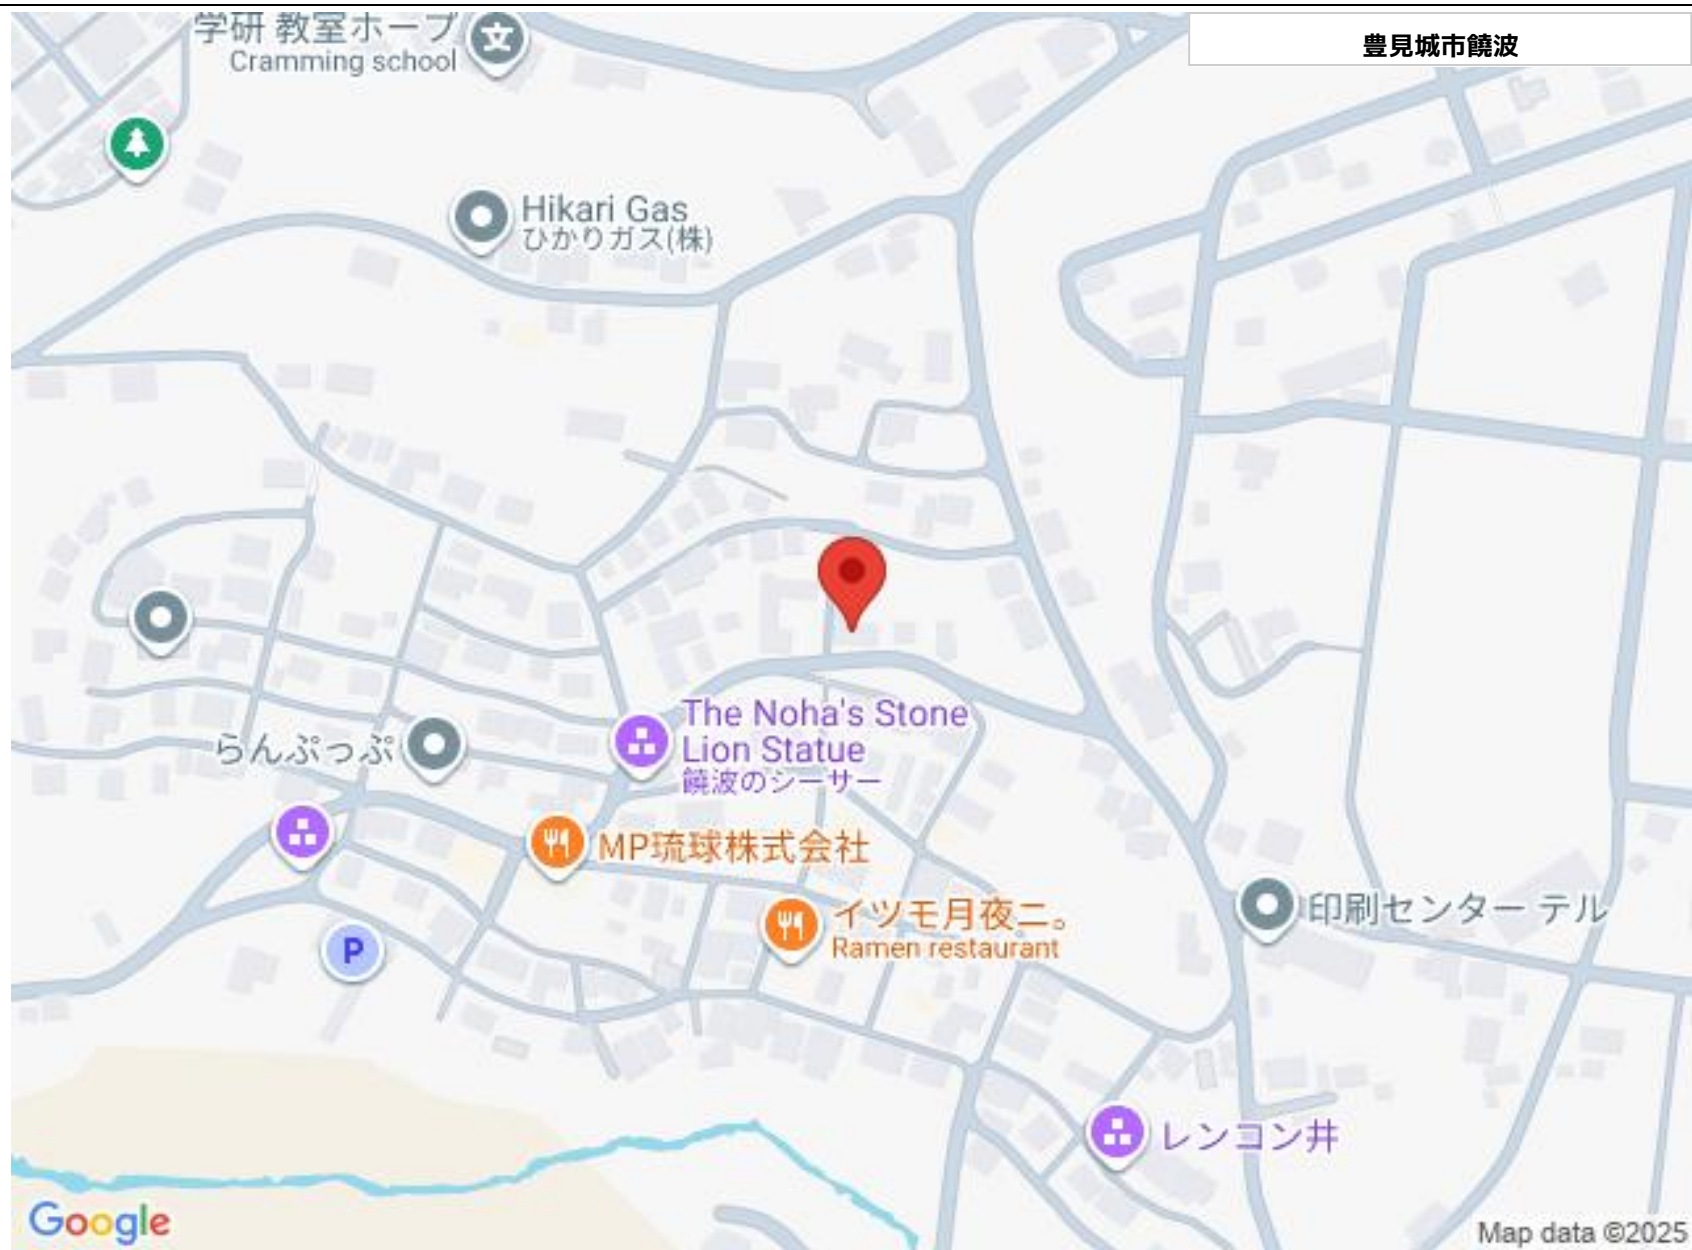 学研 教室ホープ
Cramming school
豊見城市饒波
Hikari Gas
ひかりガス(株)
The Noha's Stone
Lion Statue
饒波のシーサー
らんぷっぷ
MP琉球株式会社
イツモ月夜ニ。
Ramen restaurant
印刷センター テル
P
レンコン井
Google
Map data ©2025